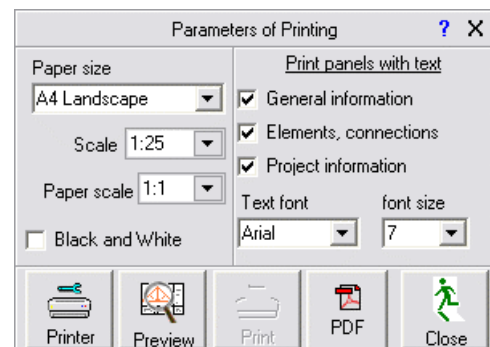 Parameters of Printing ? X
Paper size
A4 Landscape
Scale 1:25
Paper scale 1:1
Black and White
Print panels with text
General information
Elements, connections
Project information
Text font font size
Arial 7
Printer Preview Print PDF Close